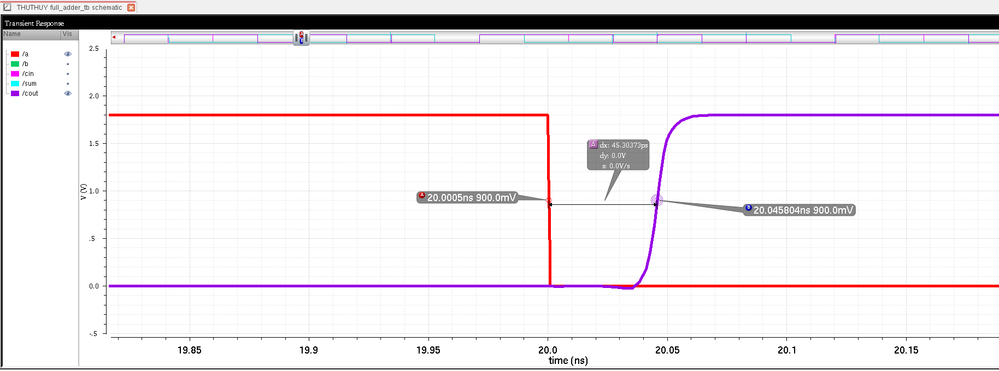 THUTHUY full_adder_tb schematic
Transient Response
Name Vis
/a
/b
/cin
/sum
/cout
A
B
2.5
2.0
1.5
1.0
.5
0.0
-.5
V (V)
Δ dx: 45.30373ps
dy: 0.0V
s: 0.0V/s
A 20.0005ns 900.0mV
B 20.045804ns 900.0mV
19.85 19.9 19.95 20.0 20.05 20.1 20.15
time (ns)